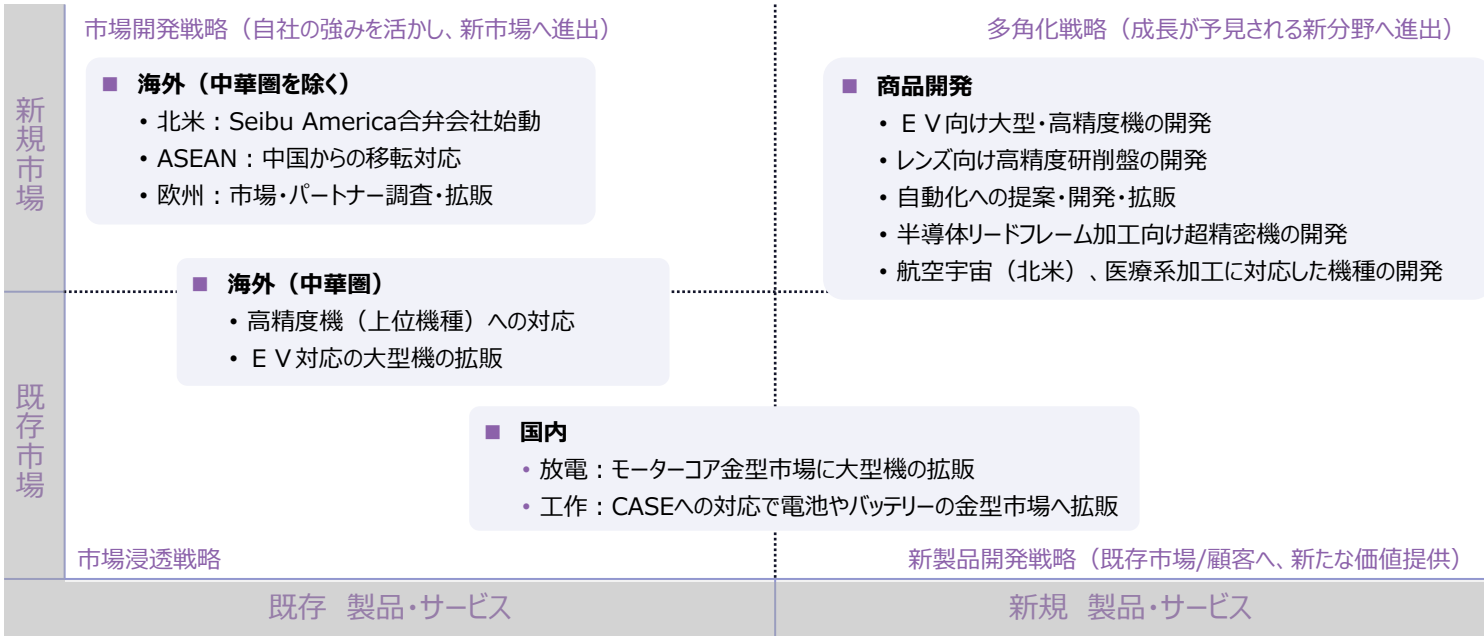 市場開発戦略（自社の強みを活かし、新市場へ進出）
多角化戦略（成長が予見される新分野へ進出）
新規市場
■ 海外（中華圏を除く）
• 北米：Seibu America合弁会社始動
• ASEAN：中国からの移転対応
• 欧州：市場・パートナー調査・拡販
■ 商品開発
• ＥＶ向け大型・高精度機の開発
• レンズ向け高精度研削盤の開発
• 自動化への提案・開発・拡販
• 半導体リードフレーム加工向け超精密機の開発
• 航空宇宙（北米）、医療系加工に対応した機種の開発
■ 海外（中華圏）
• 高精度機（上位機種）への対応
• ＥＶ対応の大型機の拡販
既存市場
■ 国内
• 放電：モーターコア金型市場に大型機の拡販
• 工作：CASEへの対応で電池やバッテリーの金型市場へ拡販
市場浸透戦略
新製品開発戦略（既存市場/顧客へ、新たな価値提供）
既存 製品・サービス
新規 製品・サービス